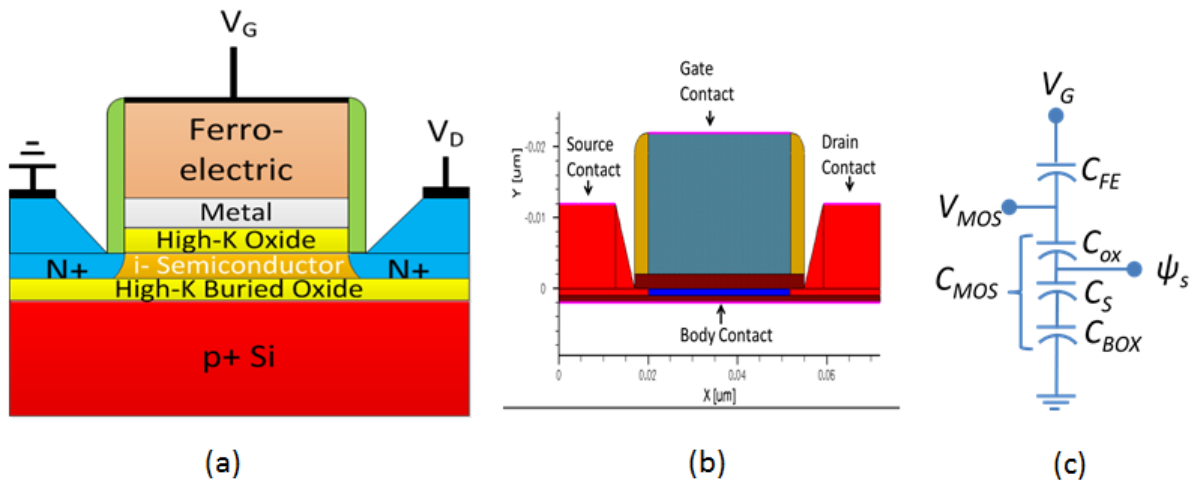 V_G
Ferro-
electric
V_D
Metal
High-K Oxide
N+
i- Semiconductor
N+
High-K Buried Oxide
p+ Si
(a)
Gate
Contact
Source
Contact
Drain
Contact
Y [um]
-0.02
-0.01
0
Body Contact
0
0.02
0.04
0.06
X [um]
(b)
V_G
C_FE
V_MOS
C_ox
C_MOS
ψ_s
C_S
C_BOX
(c)